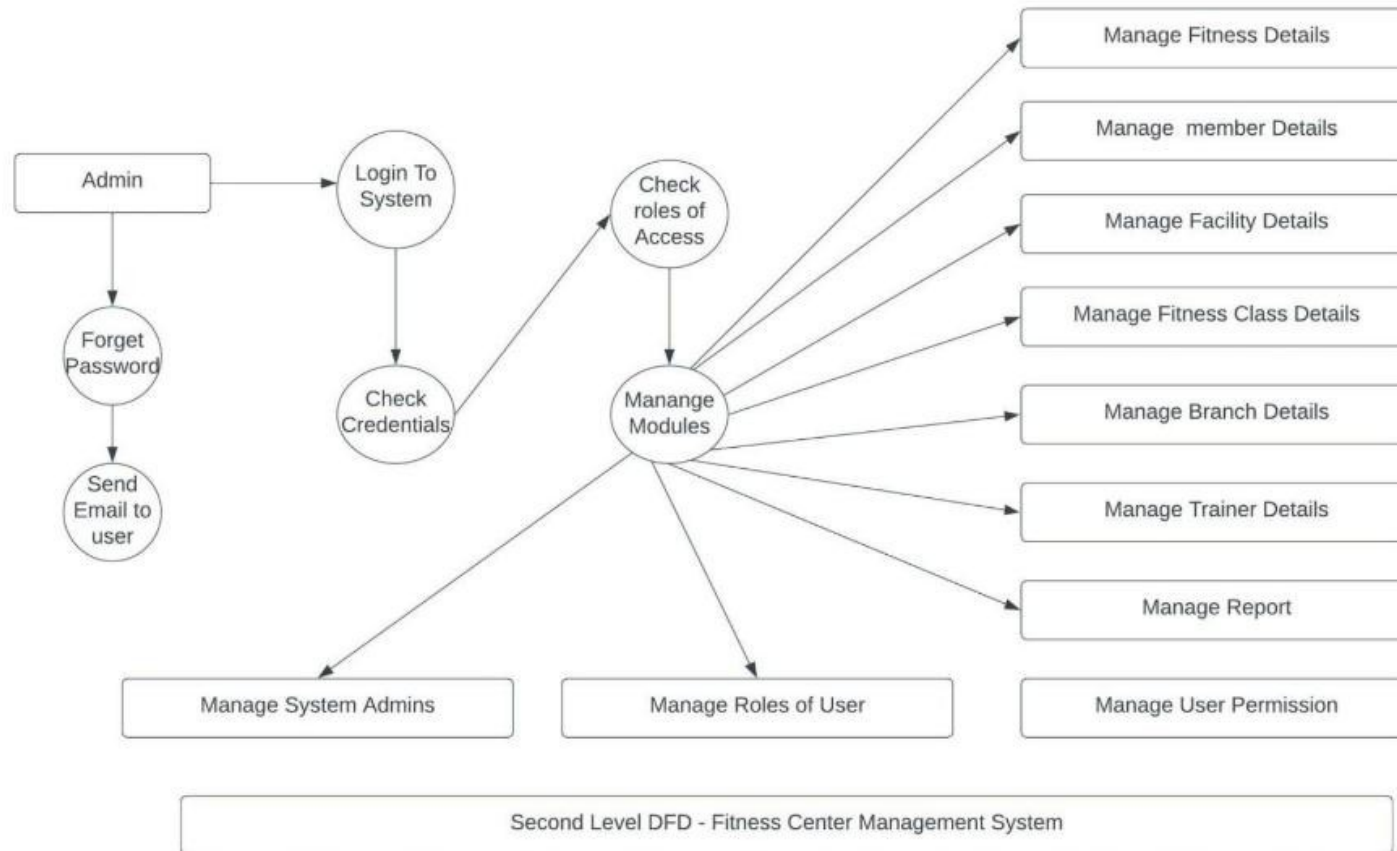 Manage Fitness Details
Manage member Details
Admin
Login To
System
Check
roles of
Access
Manage Facility Details
Manage Fitness Class Details
Forget
Password
Check
Credentials
Manange
Modules
Manage Branch Details
Send
Email to
user
Manage Trainer Details
Manage Report
Manage System Admins
Manage Roles of User
Manage User Permission
Second Level DFD - Fitness Center Management System